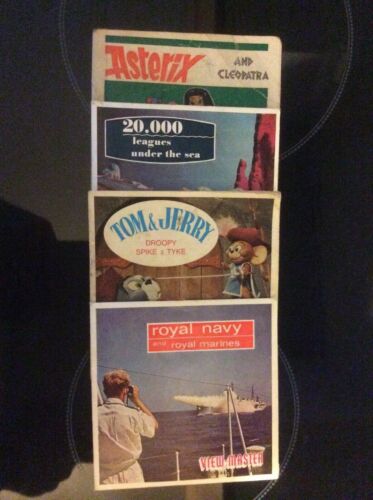 Asterix
AND
CLEOPATRA
20,000
leagues
under the sea
TOM & JERRY
DROOPY
SPIKE & TYKE
royal navy
and royal marines
VIEW-MASTER